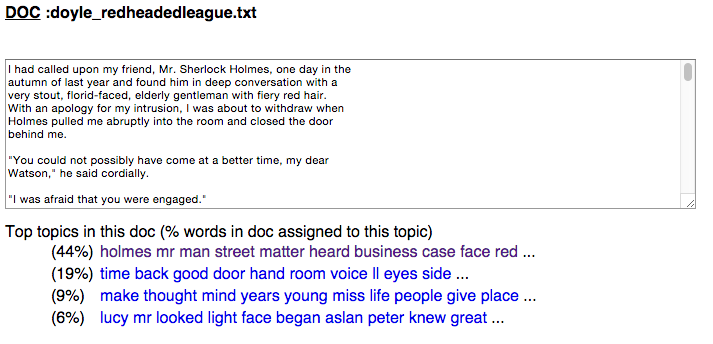 DOC :doyle_redheadedleague.txt
I had called upon my friend, Mr. Sherlock Holmes, one day in the
autumn of last year and found him in deep conversation with a
very stout, florid-faced, elderly gentleman with fiery red hair.
With an apology for my intrusion, I was about to withdraw when
Holmes pulled me abruptly into the room and closed the door
behind me.
"You could not possibly have come at a better time, my dear
Watson," he said cordially.
"I was afraid that you were engaged."
Top topics in this doc (% words in doc assigned to this topic)
(44%) holmes mr man street matter heard business case face red ...
(19%) time back good door hand room voice ll eyes side ...
(9%) make thought mind years young miss life people give place ...
(6%) lucy mr looked light face began aslan peter knew great ...